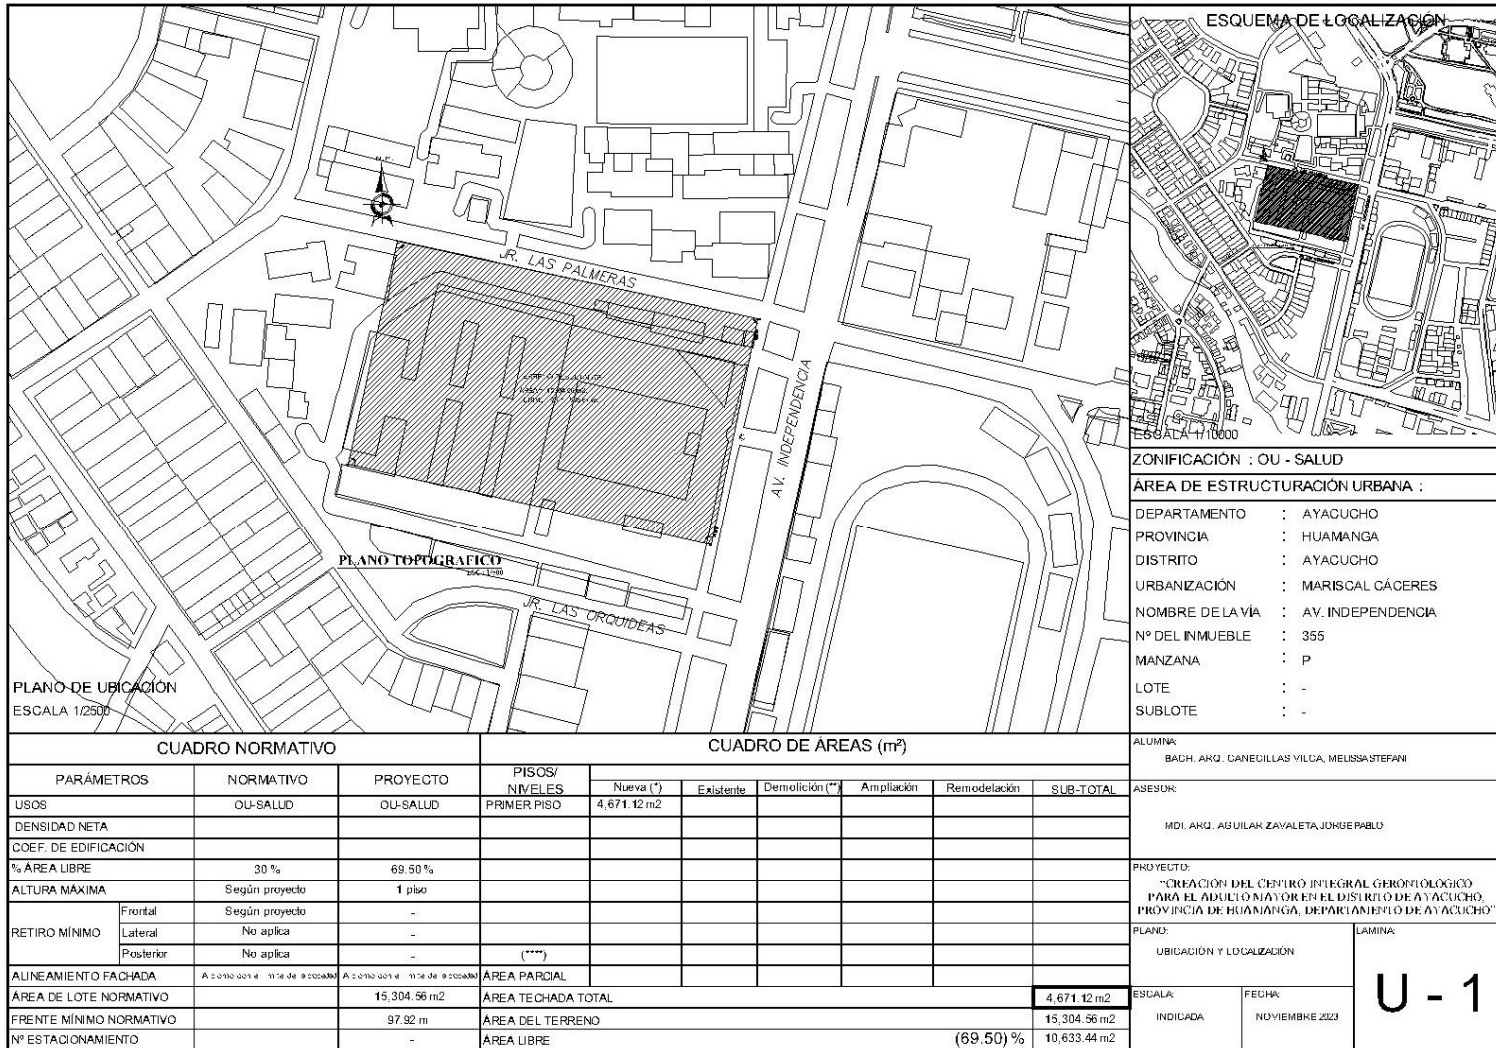 ESQUEMA DE LOCALIZACIÓN
ESCALA 1/10000
JR. LAS PALMERAS
AV. INDEPENDENCIA
PLANO TOPOGRAFICO
JR. LAS ORQUIDEAS
PLANO DE UBICACIÓN
ESCALA 1/2500
ZONIFICACIÓN : OU - SALUD
ÁREA DE ESTRUCTURACIÓN URBANA :
DEPARTAMENTO : AYACUCHO
PROVINCIA : HUAMANGA
DISTRITO : AYACUCHO
URBANIZACIÓN : MARISCAL CÁCERES
NOMBRE DE LA VÍA : AV. INDEPENDENCIA
Nº DEL INMUEBLE : 355
MANZANA : P
LOTE : -
SUBLOTE : -
CUADRO NORMATIVO
PARÁMETROS NORMATIVO PROYECTO
USOS OU-SALUD OU-SALUD
DENSIDAD NETA
COEF. DE EDIFICACIÓN
% ÁREA LIBRE 30 % 69.50 %
ALTURA MÁXIMA Según proyecto 1 piso
RETIRO MÍNIMO
Frontal Según proyecto -
Lateral No aplica -
Posterior No aplica -
ALINEAMIENTO FACHADA
ÁREA DE LOTE NORMATIVO 15,304.56 m2
FRENTE MÍNIMO NORMATIVO 97.92 m
Nº ESTACIONAMIENTO -
CUADRO DE ÁREAS (m²)
PISOS/
NIVELES Nueva (*) Existente Demolición (**) Ampliación Remodelación SUB-TOTAL
PRIMER PISO 4,671.12 m2
(****)
ÁREA PARCIAL
ÁREA TECHADA TOTAL 4,671.12 m2
ÁREA DEL TERRENO 15,304.56 m2
ÁREA LIBRE (69.50) % 10,633.44 m2
ALUMNA:
BACH. ARQ. CANECILLAS VILCA, MELISSA STEFANI
ASESOR:
MDI. ARQ. AGUILAR ZAVALETA, JORGE PABLO
PROYECTO:
"CREACIÓN DEL CENTRO INTEGRAL GERONTOLÓGICO
PARA EL ADULTO MAYOR EN EL DISTRITO DE AYACUCHO,
PROVINCIA DE HUAMANGA, DEPARTAMENTO DE AYACUCHO"
PLANO:
UBICACIÓN Y LOCALIZACIÓN
LAMINA:
U - 1
ESCALA:
INDICADA
FECHA:
NOVIEMBRE 2023